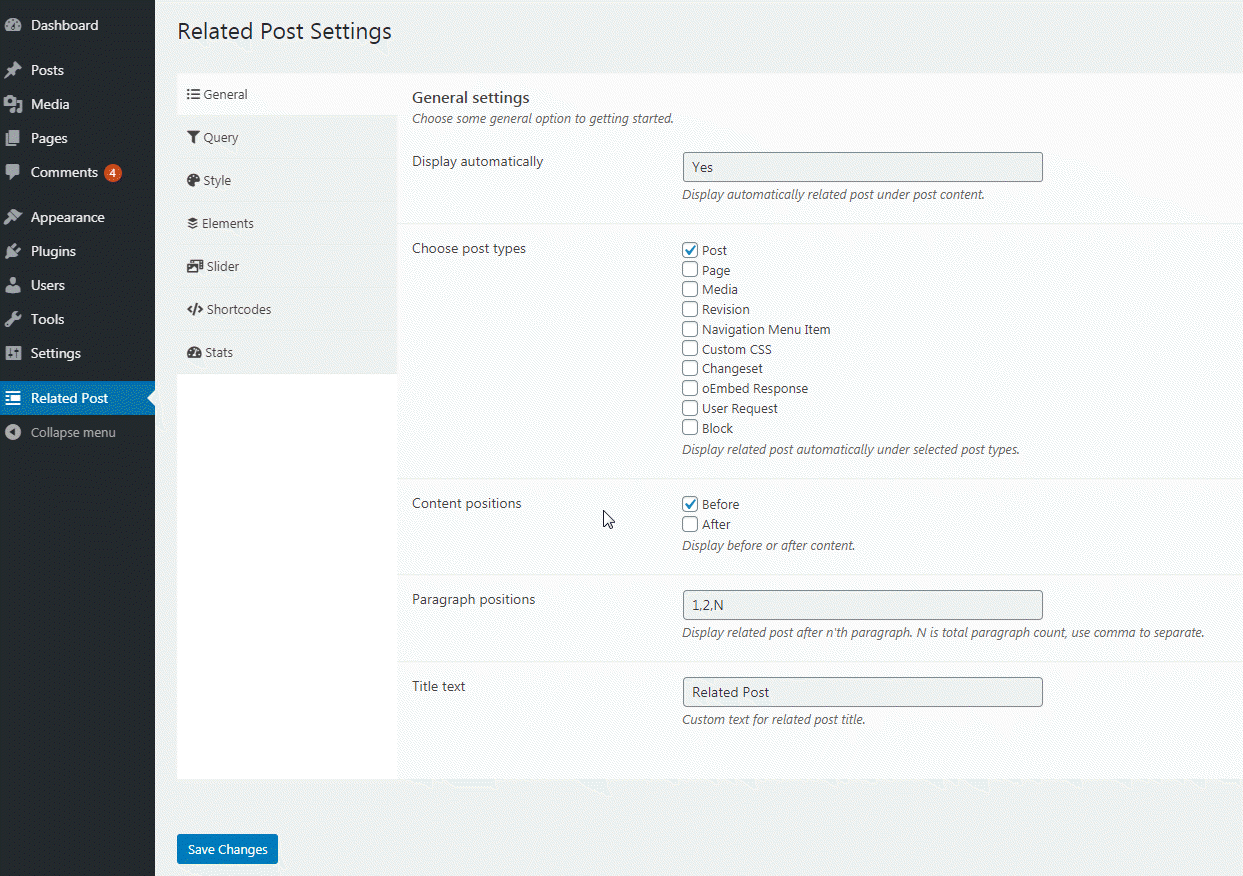 Dashboard
Posts
Media
Pages
Comments 4
Appearance
Plugins
Users
Tools
Settings
Related Post
Collapse menu
Related Post Settings
General
Query
Style
Elements
Slider
Shortcodes
Stats
General settings
Choose some general option to getting started.
Display automatically
Yes
Display automatically related post under post content.
Choose post types
Post
Page
Media
Revision
Navigation Menu Item
Custom CSS
Changeset
oEmbed Response
User Request
Block
Display related post automatically under selected post types.
Content positions
Before
After
Display before or after content.
Paragraph positions
1,2,N
Display related post after n'th paragraph. N is total paragraph count, use comma to separate.
Title text
Related Post
Custom text for related post title.
Save Changes